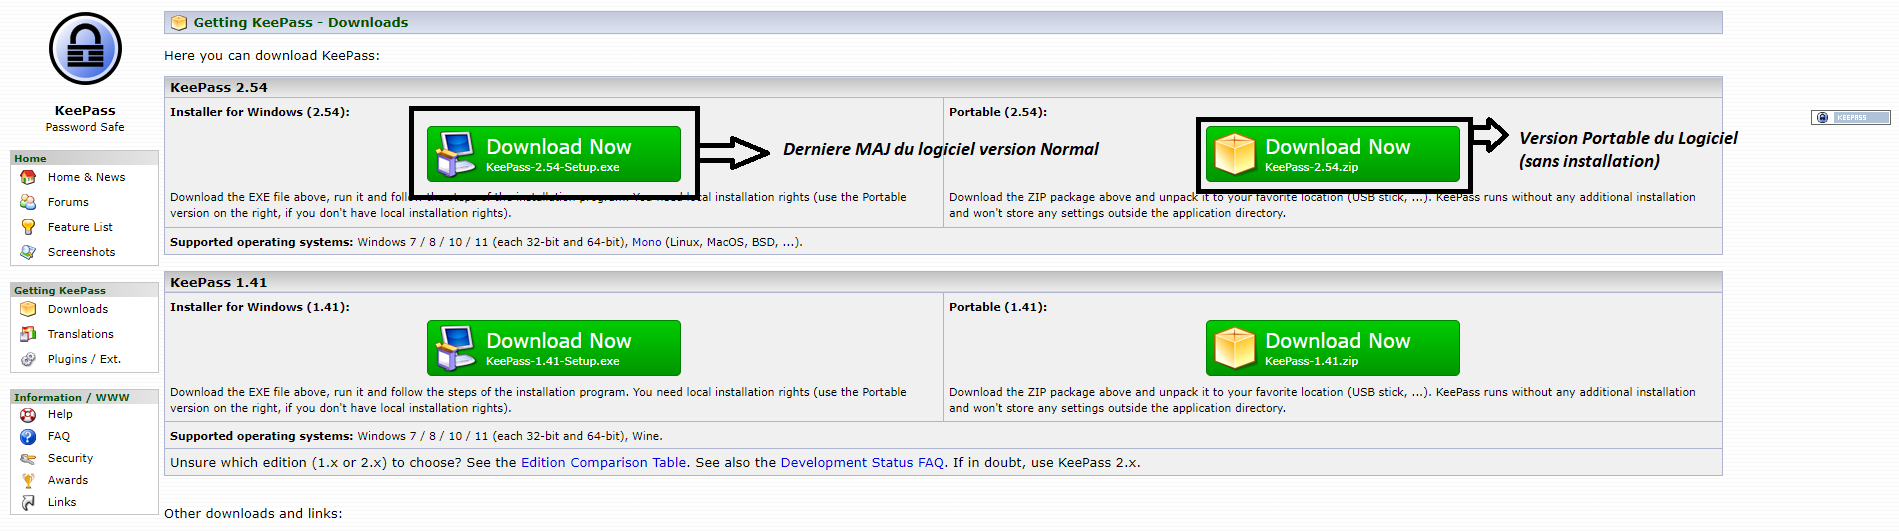 KeePass
Password Safe
Home
Home & News
Forums
Feature List
Screenshots
Getting KeePass
Downloads
Translations
Plugins / Ext.
Information / WWW
Help
FAQ
Security
Awards
Links
Getting KeePass - Downloads
Here you can download KeePass:
KeePass 2.54
Installer for Windows (2.54):
Download Now
KeePass-2.54-Setup.exe
Derniere MAJ du logiciel version Normal
Download the EXE file above, run it and follow the steps of the installation program. You need local installation rights (use the Portable
version on the right, if you don't have local installation rights).
Portable (2.54):
Download Now
KeePass-2.54.zip
Version Portable du Logiciel
(sans installation)
Download the ZIP package above and unpack it to your favorite location (USB stick, ...). KeePass runs without any additional installation
and won't store any settings outside the application directory.
Supported operating systems: Windows 7 / 8 / 10 / 11 (each 32-bit and 64-bit), Mono (Linux, MacOS, BSD, ...).
KeePass 1.41
Installer for Windows (1.41):
Download Now
KeePass-1.41-Setup.exe
Download the EXE file above, run it and follow the steps of the installation program. You need local installation rights (use the Portable
version on the right, if you don't have local installation rights).
Portable (1.41):
Download Now
KeePass-1.41.zip
Download the ZIP package above and unpack it to your favorite location (USB stick, ...). KeePass runs without any additional installation
and won't store any settings outside the application directory.
Supported operating systems: Windows 7 / 8 / 10 / 11 (each 32-bit and 64-bit), Wine.
Unsure which edition (1.x or 2.x) to choose? See the Edition Comparison Table. See also the Development Status FAQ. If in doubt, use KeePass 2.x.
Other downloads and links:
KEEPASS